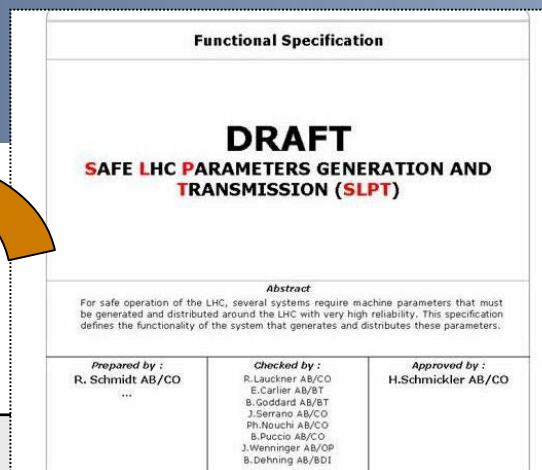 Functional Specification
DRAFT
SAFE LHC PARAMETERS GENERATION AND
TRANSMISSION (SLPT)
Abstract
For safe operation of the LHC, several systems require machine parameters that must
be generated and distributed around the LHC with very high reliability. This specification
defines the functionality of the system that generates and distributes these parameters.
Prepared by :
R. Schmidt AB/CO
...
Checked by :
R.Lauckner AB/CO
E.Carlier AB/BT
B.Goddard AB/BT
J.Serrano AB/CO
Ph.Nouchi AB/CO
B.Puccio AB/CO
J.Wenninger AB/OP
B.Dehning AB/BDI
Approved by :
H.Schmickler AB/CO